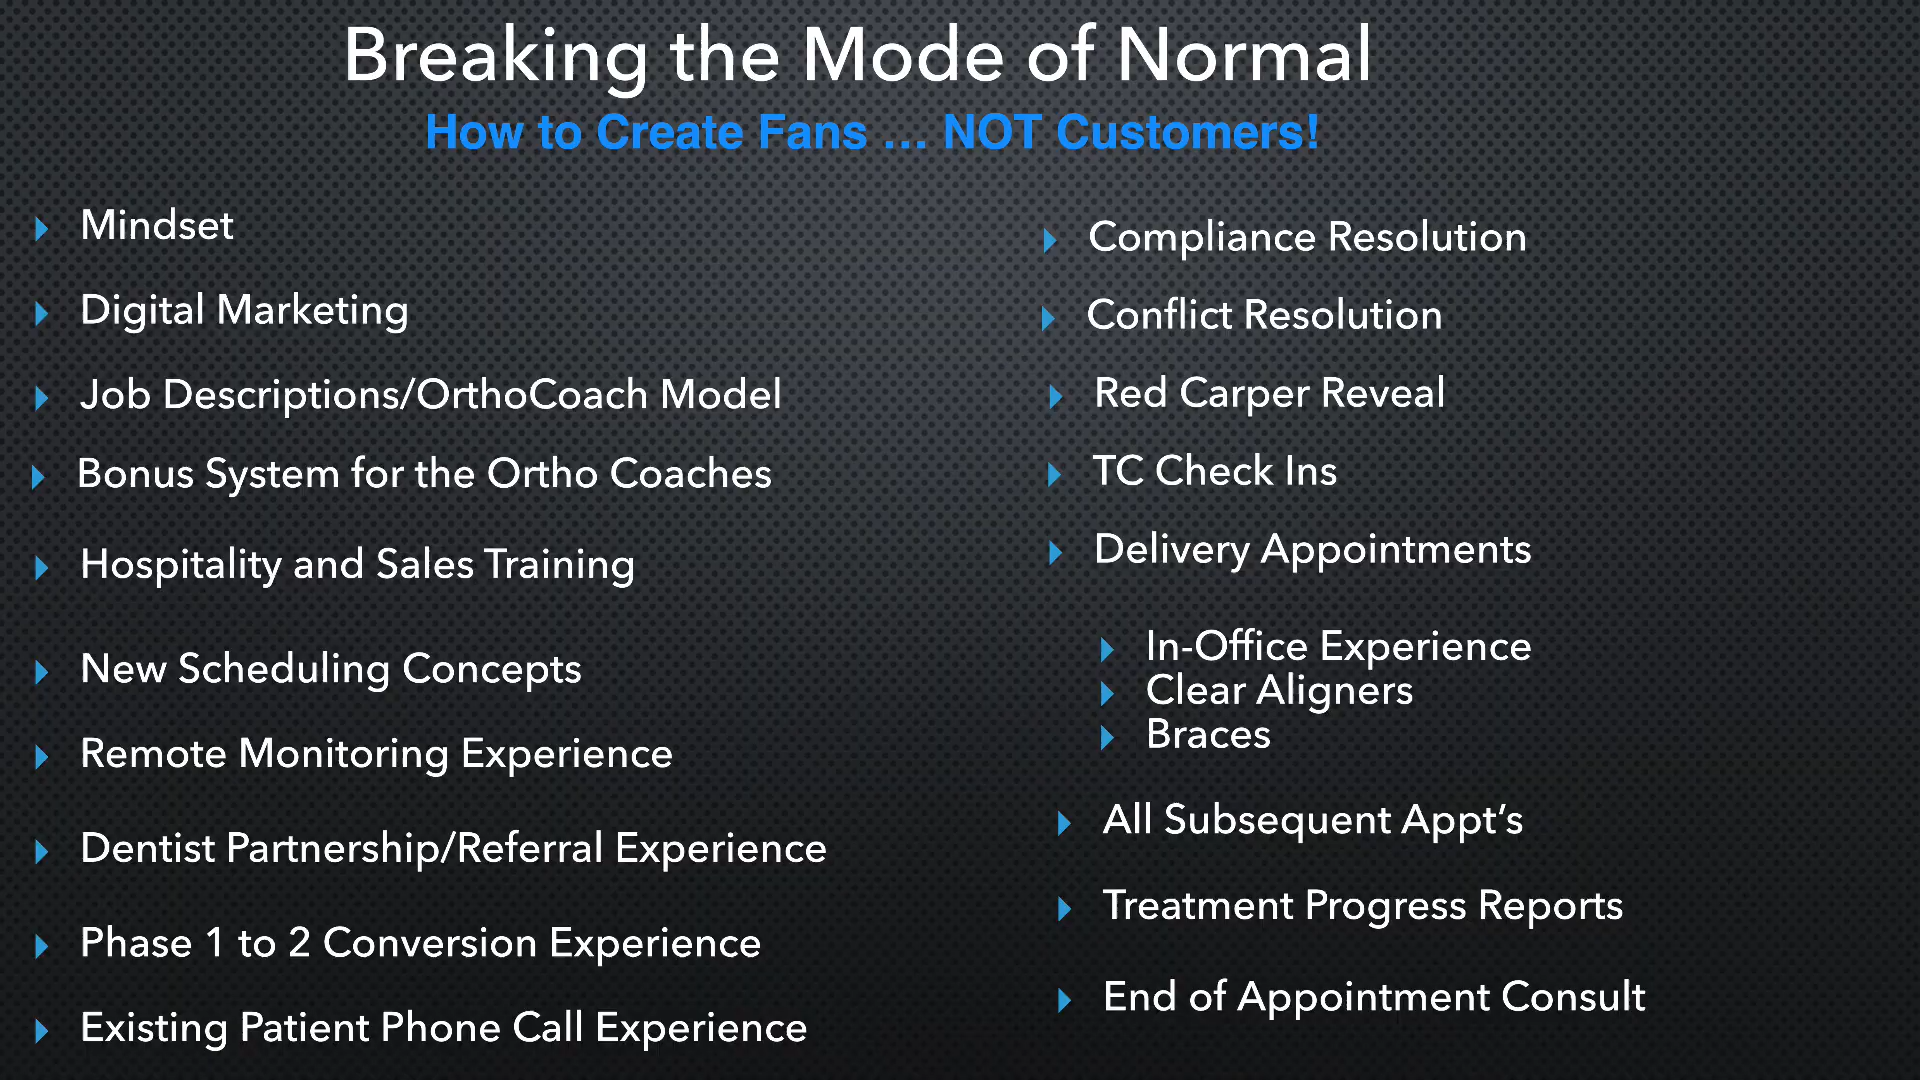 Breaking the Mode of Normal
How to Create Fans ... NOT Customers!
Mindset
Digital Marketing
Job Descriptions/OrthoCoach Model
Bonus System for the Ortho Coaches
Hospitality and Sales Training
New Scheduling Concepts
Remote Monitoring Experience
Dentist Partnership/Referral Experience
Phase 1 to 2 Conversion Experience
Existing Patient Phone Call Experience
Compliance Resolution
Conflict Resolution
Red Carper Reveal
TC Check Ins
Delivery Appointments
In-Office Experience
Clear Aligners
Braces
All Subsequent Appt’s
Treatment Progress Reports
End of Appointment Consult